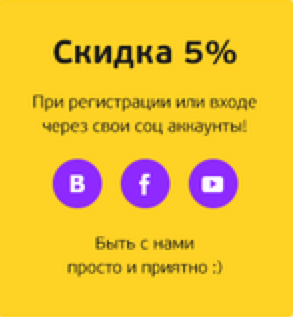 Скидка 5%
При регистрации или входе
через свои соц аккаунты!
В f
Быть с нами
просто и приятно :)